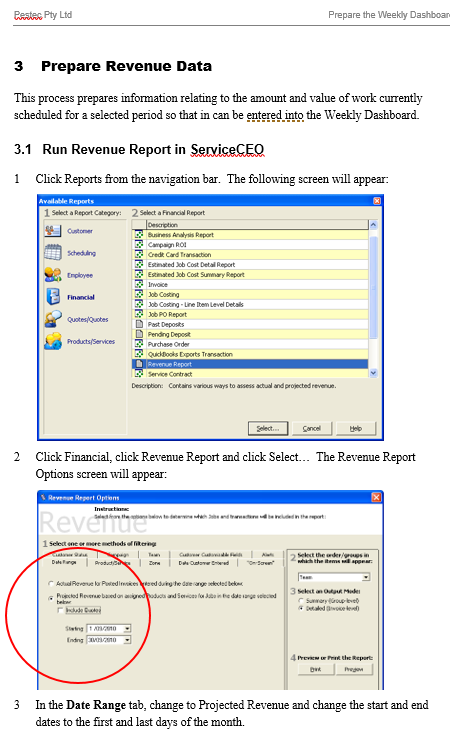 Pestec Pty Ltd
Prepare the Weekly Dashboar
3 Prepare Revenue Data
This process prepares information relating to the amount and value of work currently
scheduled for a selected period so that in can be entered into the Weekly Dashboard.
3.1 Run Revenue Report in ServiceCEO
1 Click Reports from the navigation bar. The following screen will appear:
Available Reports
1 Select a Report Category:
Customer
Scheduling
Employee
Financial
Quotes/Quotes
Products/Services
2 Select a Financial Report
Description
Business Analysis Report
Campaign ROI
Credit Card Transaction
Estimated Job Cost Detail Report
Estimated Job Cost Summary Report
Invoice
Job Costing
Job Costing - Line Item Level Details
Job PO Report
Past Deposits
Pending Deposit
Purchase Order
QuickBooks Exports Transaction
Revenue Report
Service Contract
Description: Contains various ways to assess actual and projected revenue.
Select... Cancel Help
2 Click Financial, click Revenue Report and click Select… The Revenue Report
Options screen will appear:
Revenue Report Options
Revenue
Instructions:
Select from the options below to determine which Jobs and transactions will be included in the report:
1 Select one or more methods of filtering:
Customer Status Campaign Team Customer Customizable Fields Alerts
Date Range Product/Service Zone Date Customer Entered "On-Screen"
Actual Revenue for Posted Invoices entered during the date range selected below.
Projected Revenue based on assigned Products and Services for Jobs in the date range selected
below.
Include Quotes
Starting 1 /03/2010
Ending 30/03/2010
2 Select the order/groups in
which the items will appear:
Team
3 Select an Output Mode:
Summary (Group level)
Detailed (Invoice level)
4 Preview or Print the Report:
Print Preview
3 In the Date Range tab, change to Projected Revenue and change the start and end
dates to the first and last days of the month.